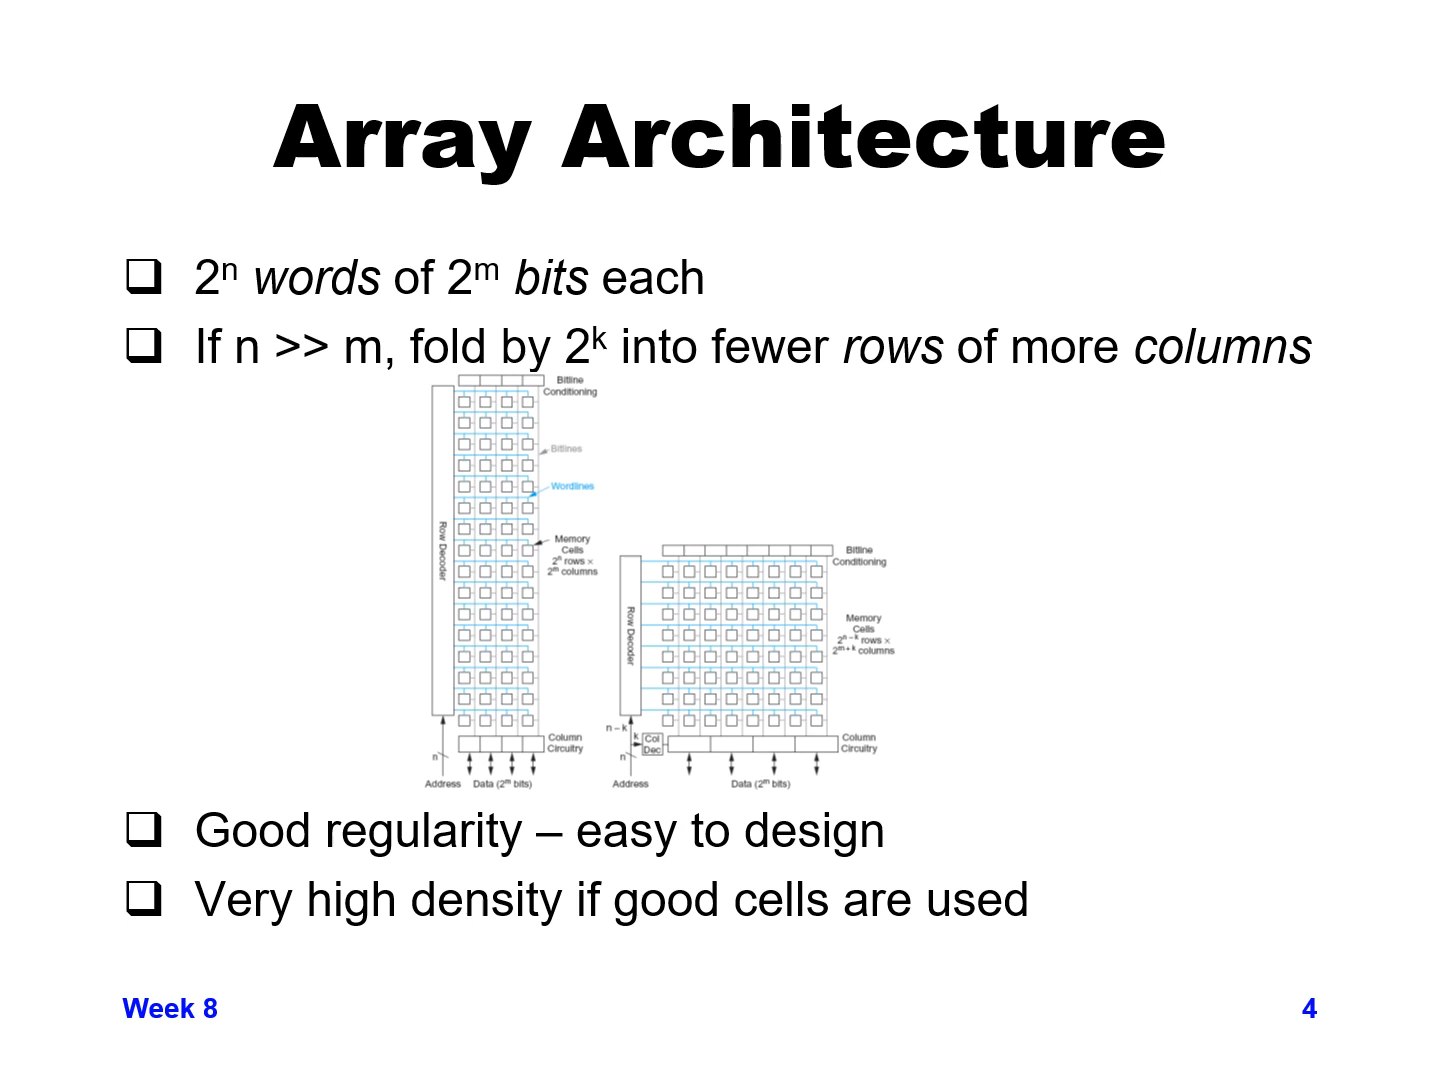 Array Architecture
❑ 2ⁿ words of 2ᵐ bits each
❑ If n >> m, fold by 2ᵏ into fewer rows of more columns
Bitline
Conditioning
Bitlines
Wordlines
Row Decoder
Memory
Cells
2ⁿ rows ×
2ᵐ columns
Column
Circuitry
n
Address
Data (2ᵐ bits)
Bitline
Conditioning
Row Decoder
Memory
Cells
2ⁿ⁻ᵏ rows ×
2ᵐ⁺ᵏ columns
n – k
k
Col
Dec
Column
Circuitry
n
Address
Data (2ᵐ bits)
❑ Good regularity – easy to design
❑ Very high density if good cells are used
Week 8
4